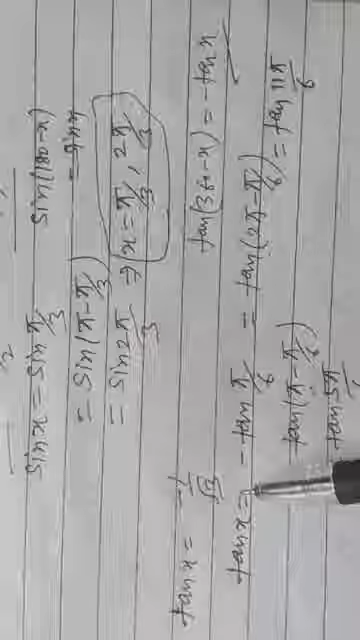 sin x = sin π/3    sin(180-x)
= sin(π - π/3)    = sin x
= sin 2π/3 ⇒ x = π/3, 2π/3
tan x = -1/√3    tan(360-x) = -tan x
tan x = - tan π/6 = tan(2π - π/6) = tan 11π/6
tan(π - π/6)
tan 5π/6